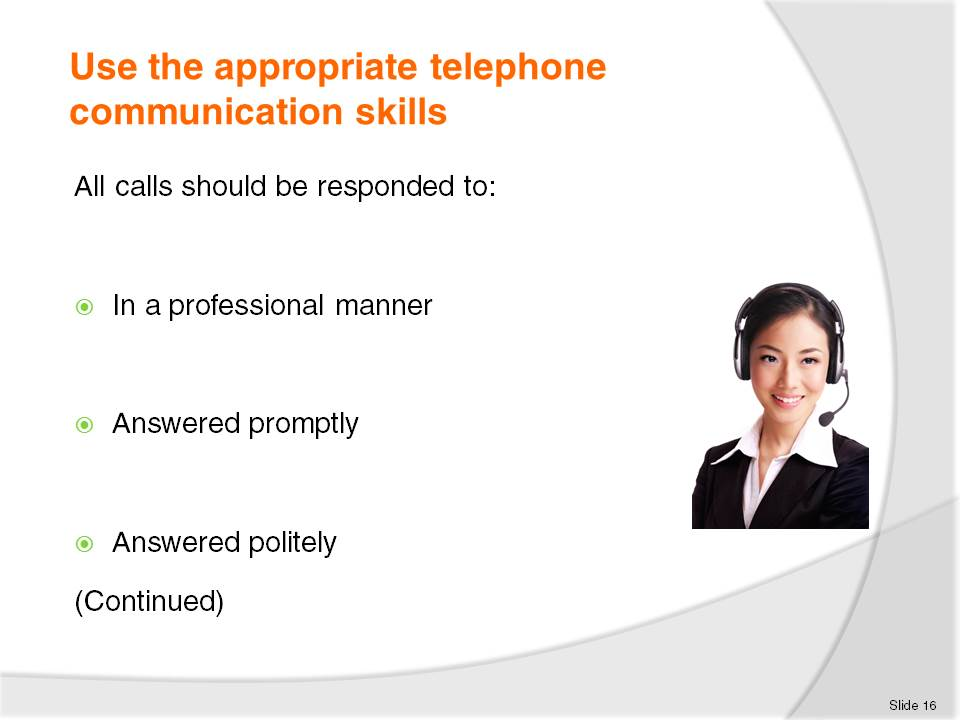 Use the appropriate telephone
communication skills
All calls should be responded to:
In a professional manner
Answered promptly
Answered politely
(Continued)
Slide 16